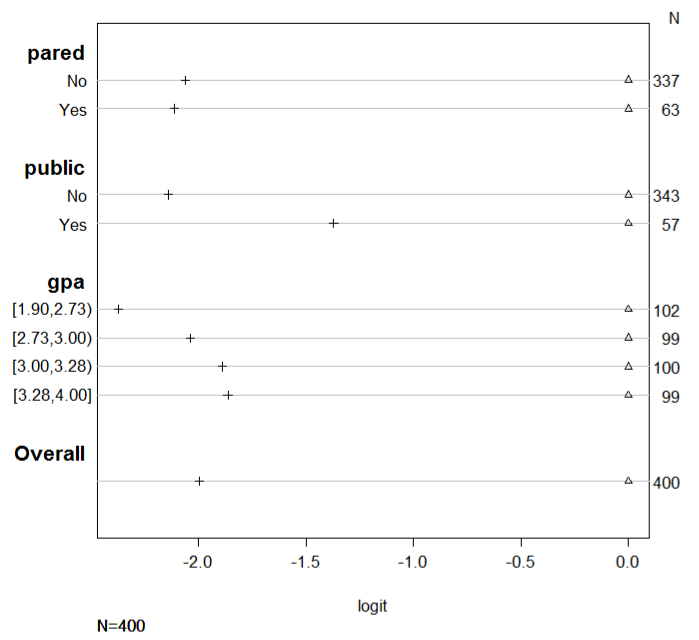 N
pared
No 337
Yes 63
public
No 343
Yes 57
gpa
[1.90,2.73) 102
[2.73,3.00) 99
[3.00,3.28) 100
[3.28,4.00] 99
Overall
400
-2.0 -1.5 -1.0 -0.5 0.0
logit
N=400